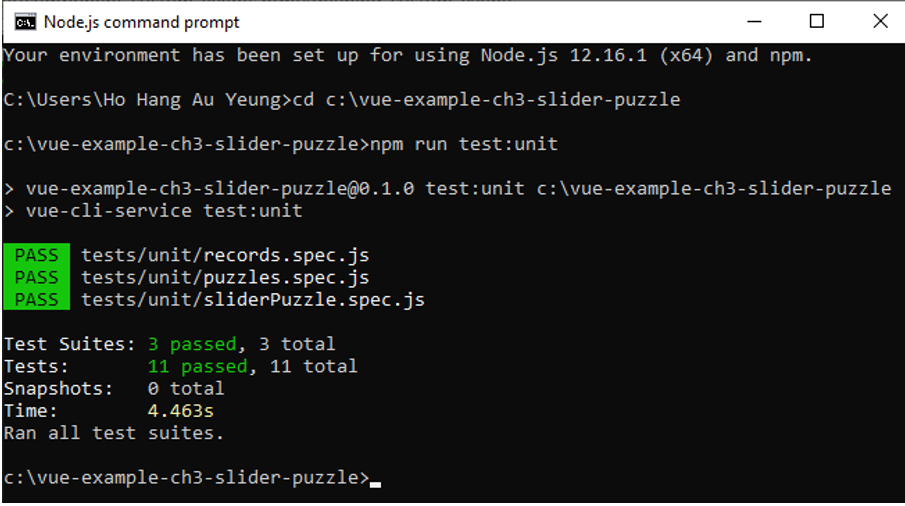 Node.js command prompt
Your environment has been set up for using Node.js 12.16.1 (x64) and npm.
C:\Users\Ho Hang Au Yeung>cd c:\vue-example-ch3-slider-puzzle
c:\vue-example-ch3-slider-puzzle>npm run test:unit
> vue-example-ch3-slider-puzzle@0.1.0 test:unit c:\vue-example-ch3-slider-puzzle
> vue-cli-service test:unit
PASS tests/unit/records.spec.js
PASS tests/unit/puzzles.spec.js
PASS tests/unit/sliderPuzzle.spec.js
Test Suites: 3 passed, 3 total
Tests: 11 passed, 11 total
Snapshots: 0 total
Time: 4.463s
Ran all test suites.
c:\vue-example-ch3-slider-puzzle>